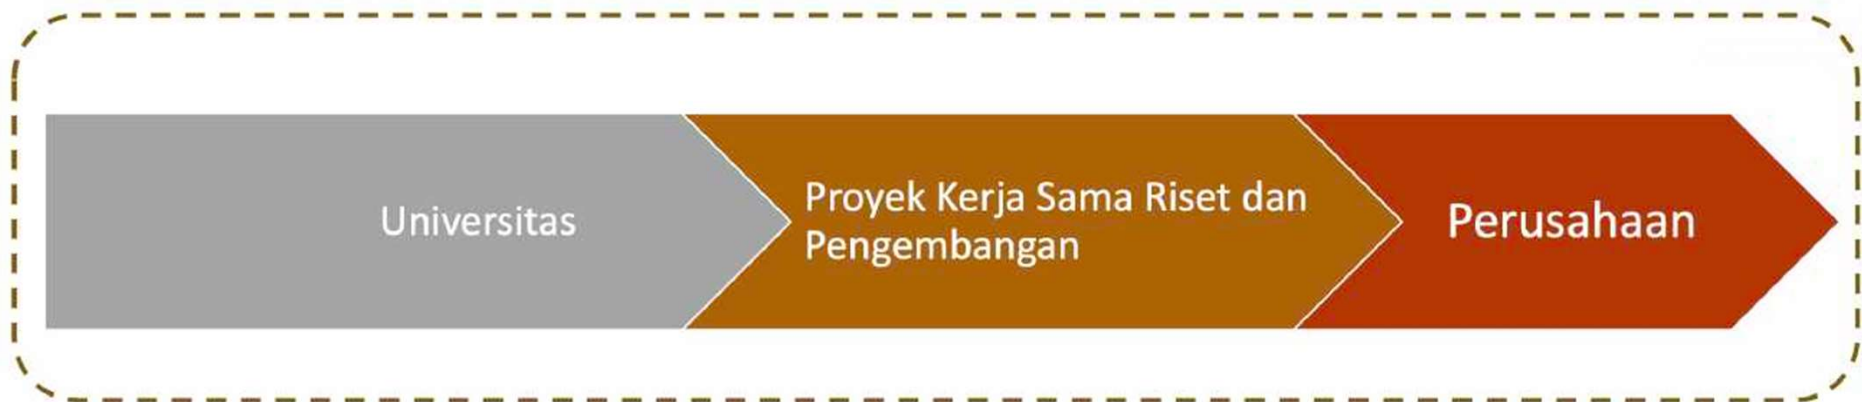 Universitas
Proyek Kerja Sama Riset dan
Pengembangan
Perusahaan